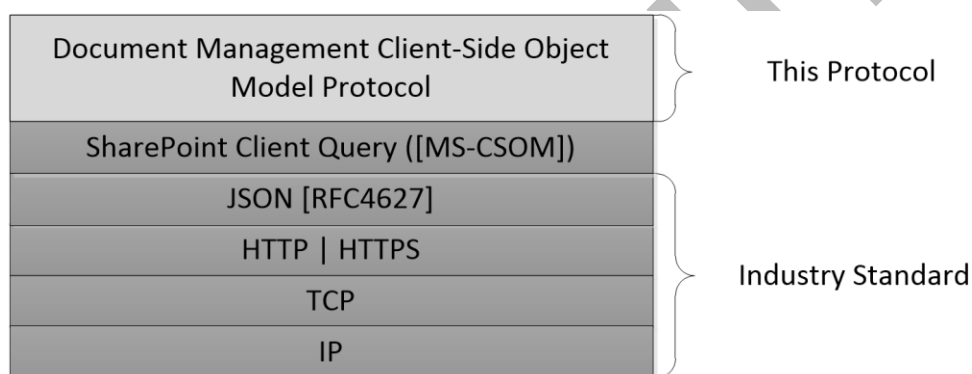 Document Management Client-Side Object
Model Protocol
This Protocol
SharePoint Client Query ([MS-CSOM])
JSON [RFC4627]
HTTP | HTTPS
Industry Standard
TCP
IP